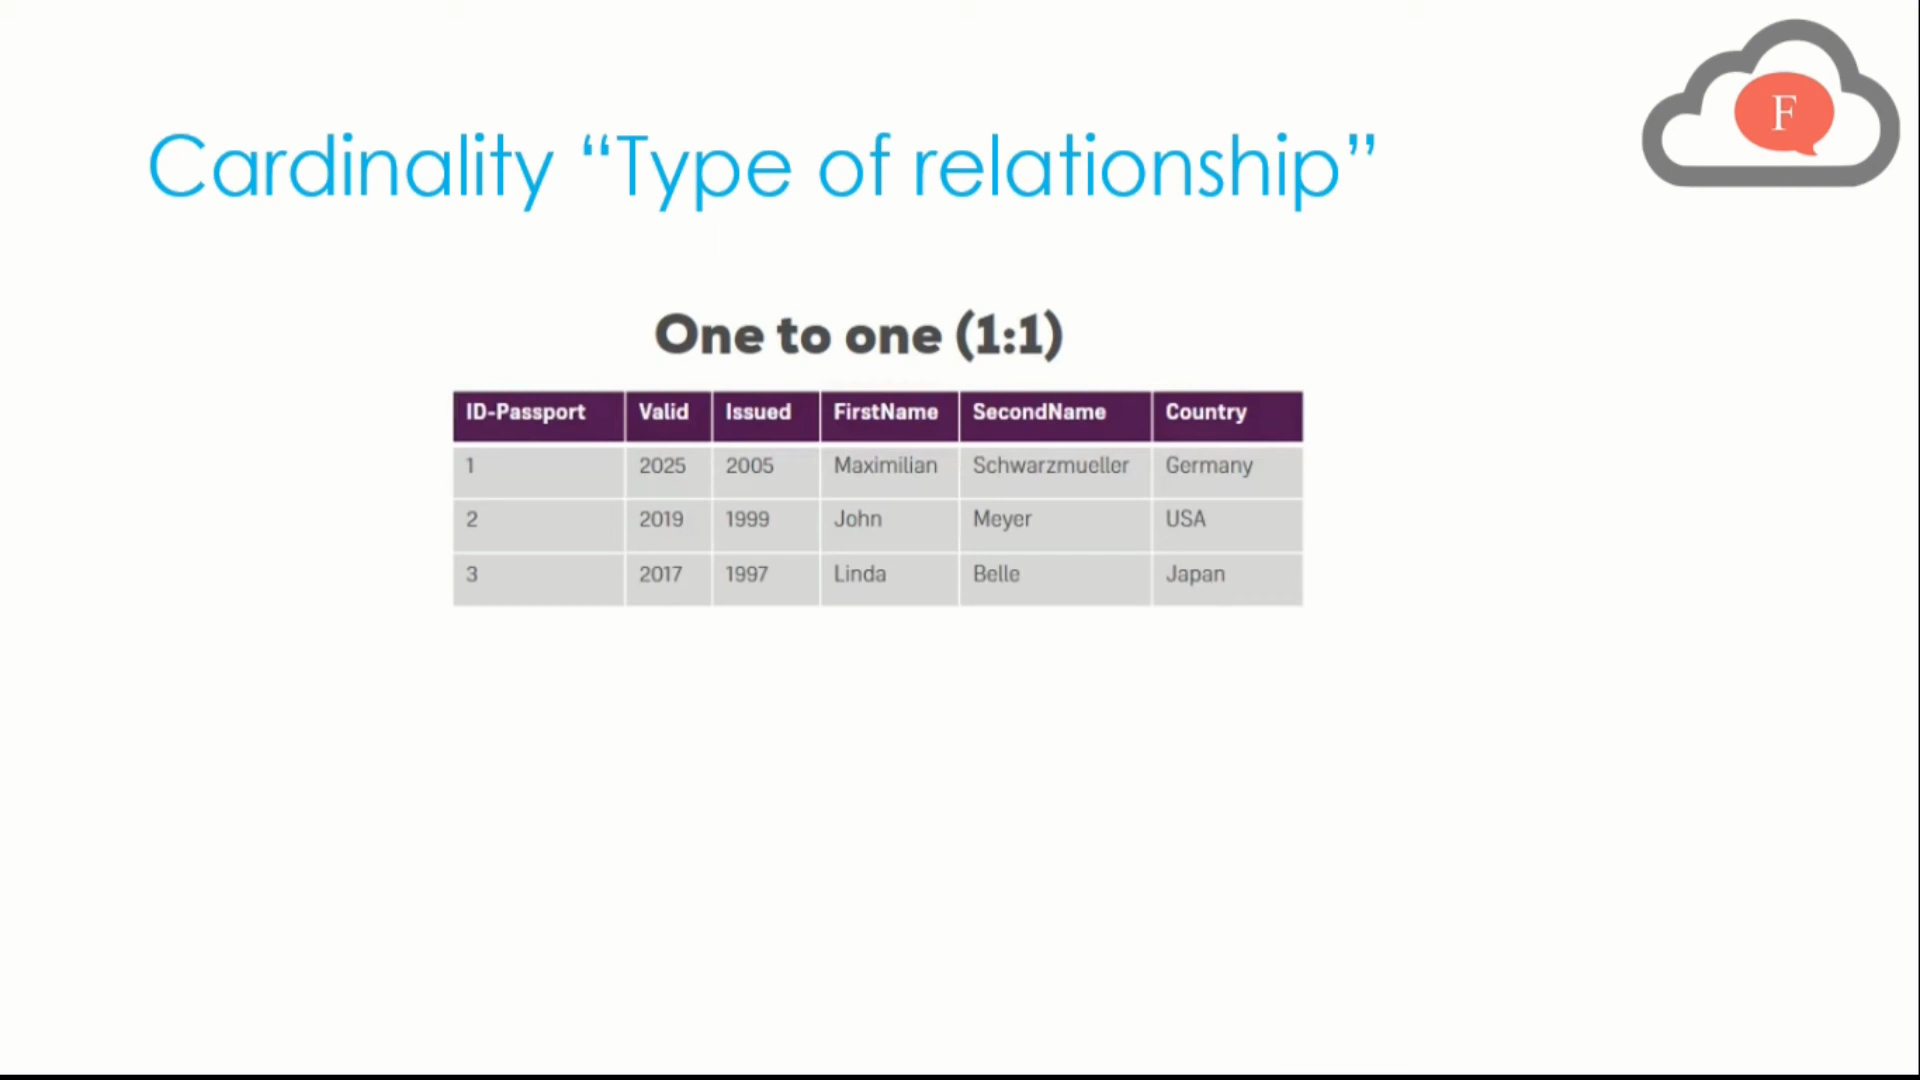 F
Cardinality “Type of relationship”
One to one (1:1)
ID-Passport Valid Issued FirstName SecondName Country
1 2025 2005 Maximilian Schwarzmueller Germany
2 2019 1999 John Meyer USA
3 2017 1997 Linda Belle Japan